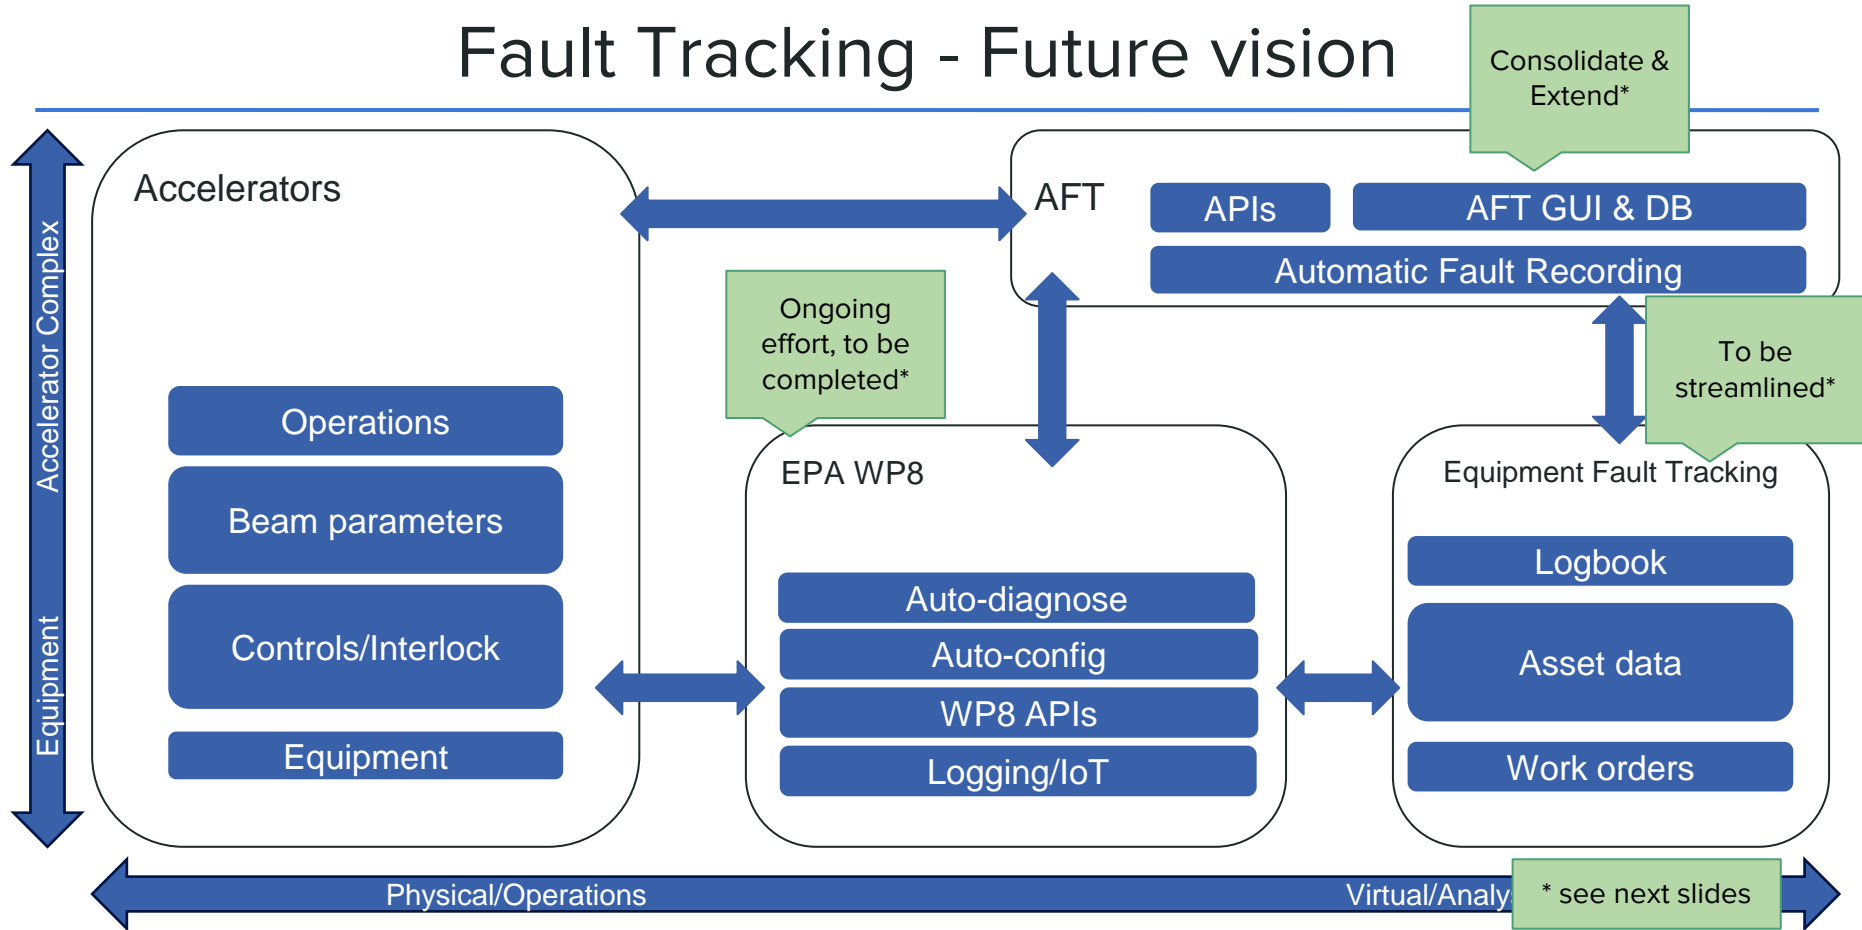 Fault Tracking - Future vision
Consolidate &
Extend*
Accelerator Complex
Equipment
Accelerators
Operations
Beam parameters
Controls/Interlock
Equipment
AFT
APIs
AFT GUI & DB
Automatic Fault Recording
Ongoing
effort, to be
completed*
To be
streamlined*
EPA WP8
Auto-diagnose
Auto-config
WP8 APIs
Logging/IoT
Equipment Fault Tracking
Logbook
Asset data
Work orders
Physical/Operations
* see next slides